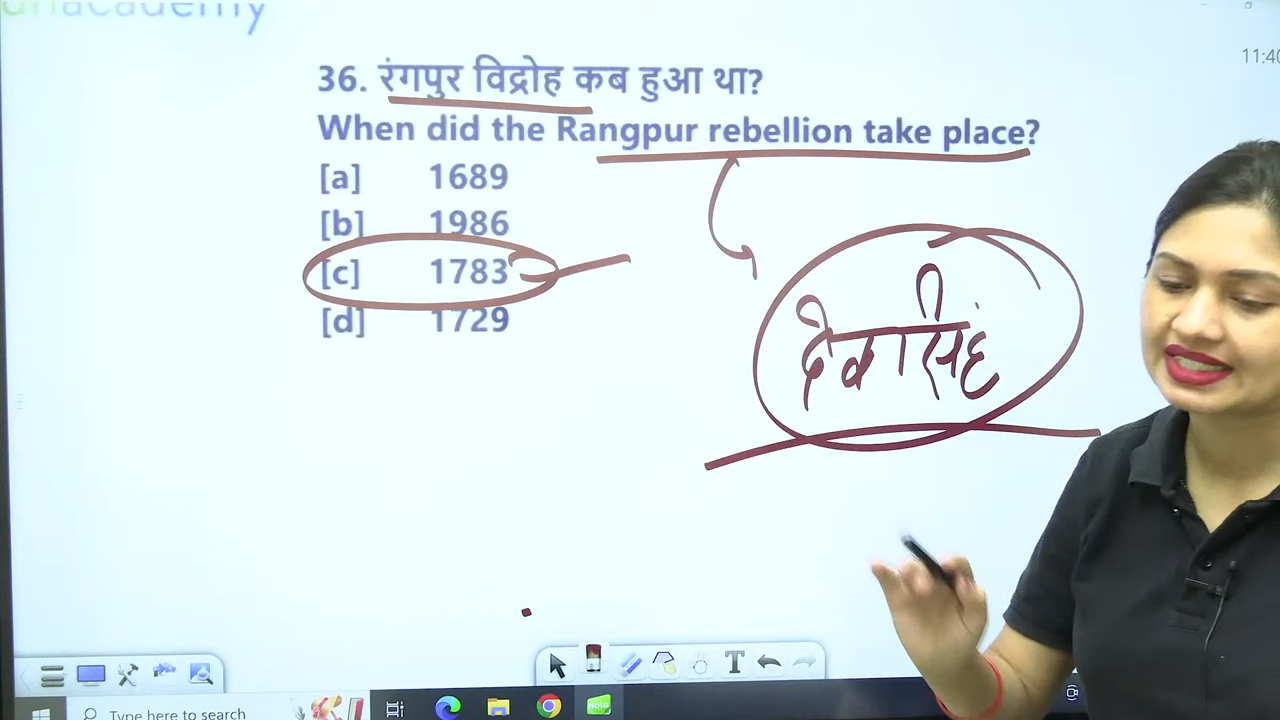 unacademy
11:40
36. रंगपुर विद्रोह कब हुआ था?
When did the Rangpur rebellion take place?
[a] 1689
[b] 1986
[c] 1783
[d] 1729
सिंह
Type here to search